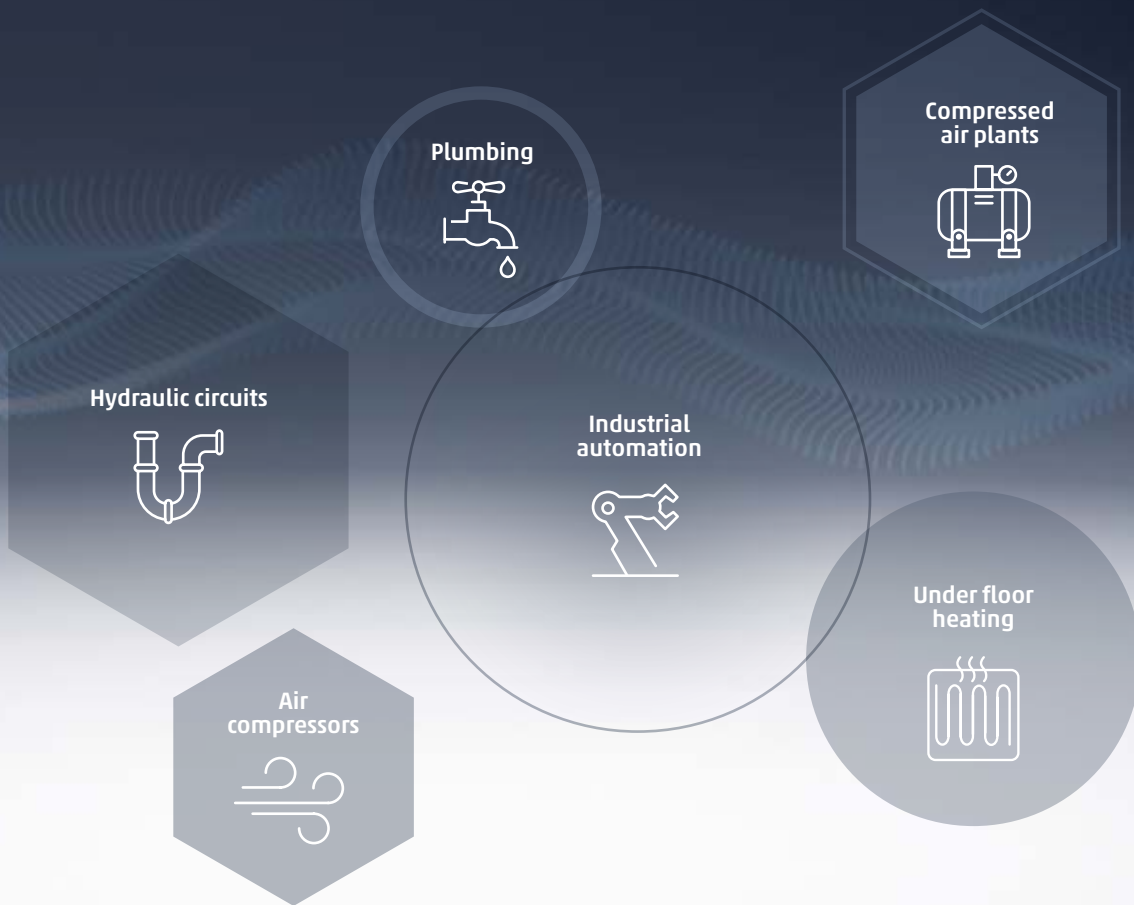 Compressed
air plants
Plumbing
Hydraulic circuits
Industrial
automation
Under floor
heating
Air
compressors